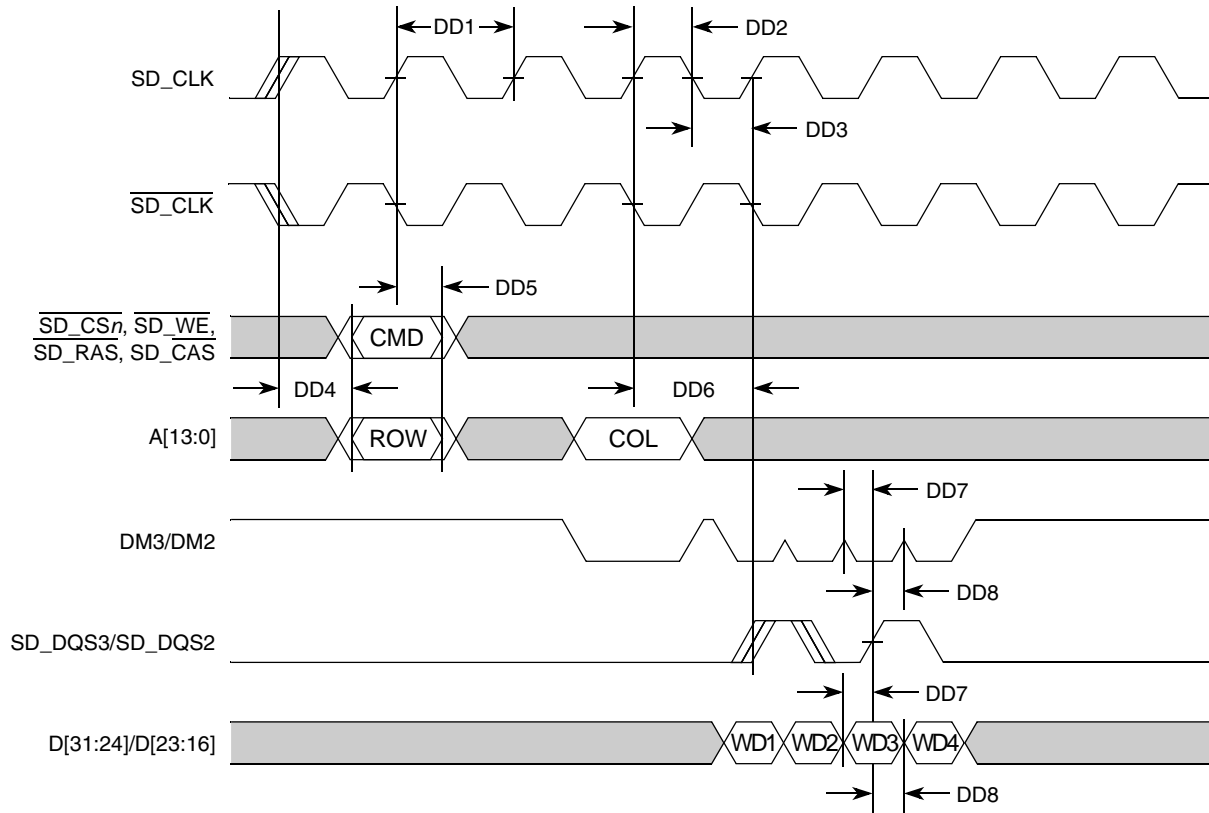 DD1
DD2
SD_CLK
DD3
SD_CLK
DD5
SD_CSn, SD_WE,
SD_RAS, SD_CAS
CMD
DD4
DD6
A[13:0]
ROW
COL
DD7
DM3/DM2
DD8
SD_DQS3/SD_DQS2
DD7
D[31:24]/D[23:16]
WD1
WD2
WD3
WD4
DD8